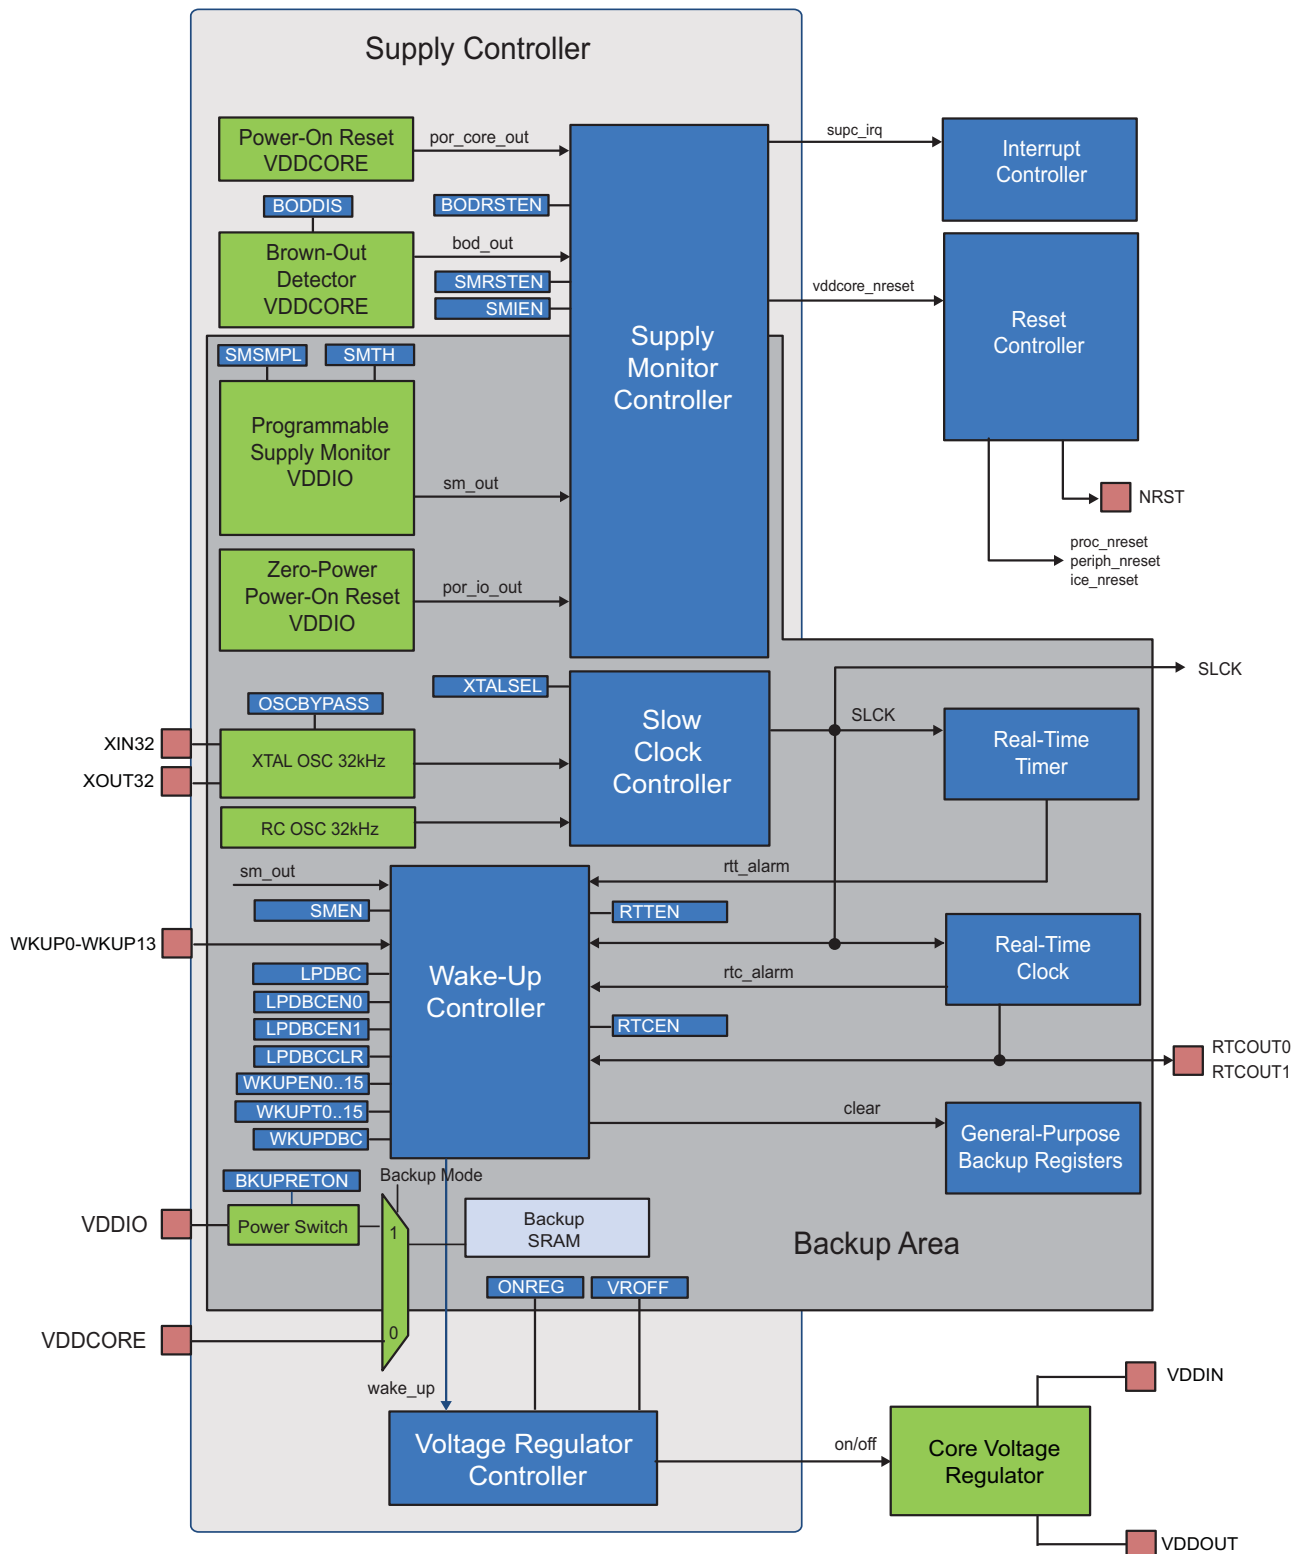 Supply Controller
Power-On Reset
VDDCORE
por_core_out
supc_irq
Interrupt
Controller
BODDIS
BODRSTEN
Brown-Out
Detector
VDDCORE
bod_out
SMRSTEN
SMIEN
vddcore_nreset
Reset
Controller
Supply
Monitor
Controller
SMSMPL
SMTH
Programmable
Supply Monitor
VDDIO
sm_out
NRST
proc_nreset
periph_nreset
ice_nreset
Zero-Power
Power-On Reset
VDDIO
por_io_out
XTALSEL
SLCK
OSCBYPASS
Slow
Clock
Controller
SLCK
Real-Time
Timer
XIN32
XOUT32
XTAL OSC 32kHz
RC OSC 32kHz
sm_out
rtt_alarm
SMEN
RTTEN
WKUP0-WKUP13
Wake-Up
Controller
Real-Time
Clock
LPDBC
rtc_alarm
LPDBCEN0
LPDBCEN1
RTCEN
LPDBCCLR
RTCOUT0
RTCOUT1
WKUPEN0..15
WKUPT0..15
WKUPDBC
clear
General-Purpose
Backup Registers
BKUPRETON
Backup Mode
VDDIO
Power Switch
1
Backup
SRAM
Backup Area
ONREG
VROFF
VDDCORE
0
wake_up
VDDIN
Voltage Regulator
Controller
on/off
Core Voltage
Regulator
VDDOUT